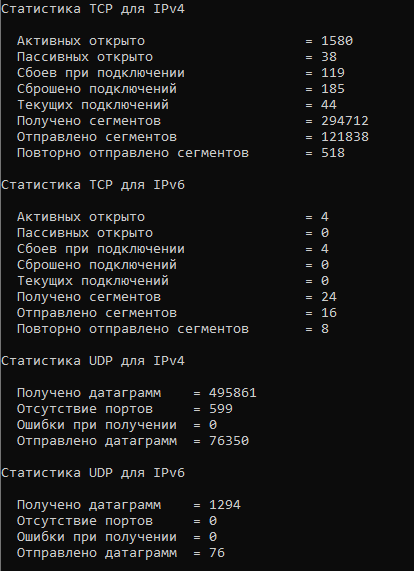 Статистика TCP для IPv4
Активных открыто = 1580
Пассивных открыто = 38
Сбоев при подключении = 119
Сброшено подключений = 185
Текущих подключений = 44
Получено сегментов = 294712
Отправлено сегментов = 121838
Повторно отправлено сегментов = 518
Статистика TCP для IPv6
Активных открыто = 4
Пассивных открыто = 0
Сбоев при подключении = 4
Сброшено подключений = 0
Текущих подключений = 0
Получено сегментов = 24
Отправлено сегментов = 16
Повторно отправлено сегментов = 8
Статистика UDP для IPv4
Получено датаграмм = 495861
Отсутствие портов = 599
Ошибки при получении = 0
Отправлено датаграмм = 76350
Статистика UDP для IPv6
Получено датаграмм = 1294
Отсутствие портов = 0
Ошибки при получении = 0
Отправлено датаграмм = 76